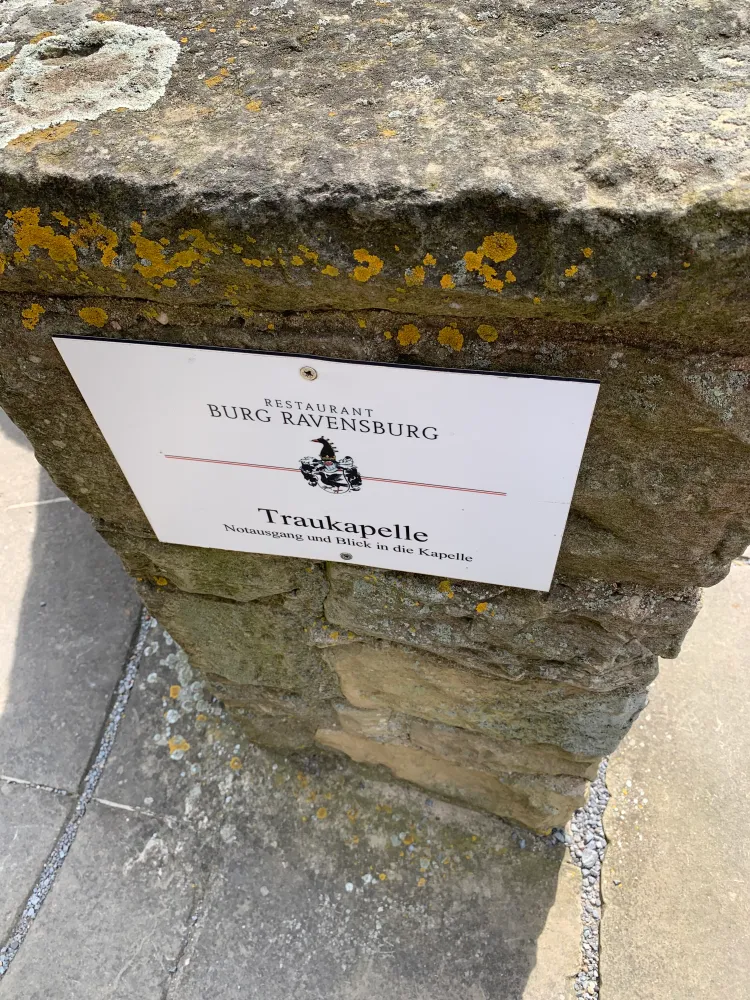 RESTAURANT
BURG RAVENSBURG
Traukapelle
Notausgang und Blick in die Kapelle